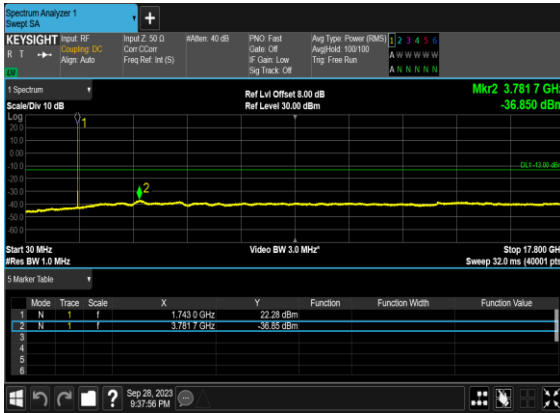 Spectrum Analyzer 1
Swept SA
+
KEYSIGHT Input: RF Input Z: 50 Ω #Atten: 40 dB PNO: Fast Avg Type: Power (RMS) 1 2 3 4 5 6
R T Coupling: DC Corr CCorr Gate: Off Avg|Hold: 100/100 A W W W W W
Align: Auto Freq Ref: Int (S) IF Gain: Low Trig: Free Run
Sig Track: Off A N N N N N
1 Spectrum Ref Lvl Offset 8.00 dB Mkr2 3.781 7 GHz
Scale/Div 10 dB Ref Level 30.00 dBm -36.850 dBm
Log
20.0
10.0
0.00
-10.0
-20.0
-30.0
-40.0
-50.0
-60.0
1
DL1 -13.00 dBm
2
Start 30 MHz Video BW 3.0 MHz* Stop 17.800 GHz
#Res BW 1.0 MHz Sweep 32.0 ms (40001 pts)
5 Marker Table
Mode Trace Scale X Y Function Function Width Function Value
1 N 1 f 1.743 0 GHz 22.28 dBm
2 N 1 f 3.781 7 GHz -36.85 dBm
3
4
5
6
? Sep 28, 2023
9:37:56 PM